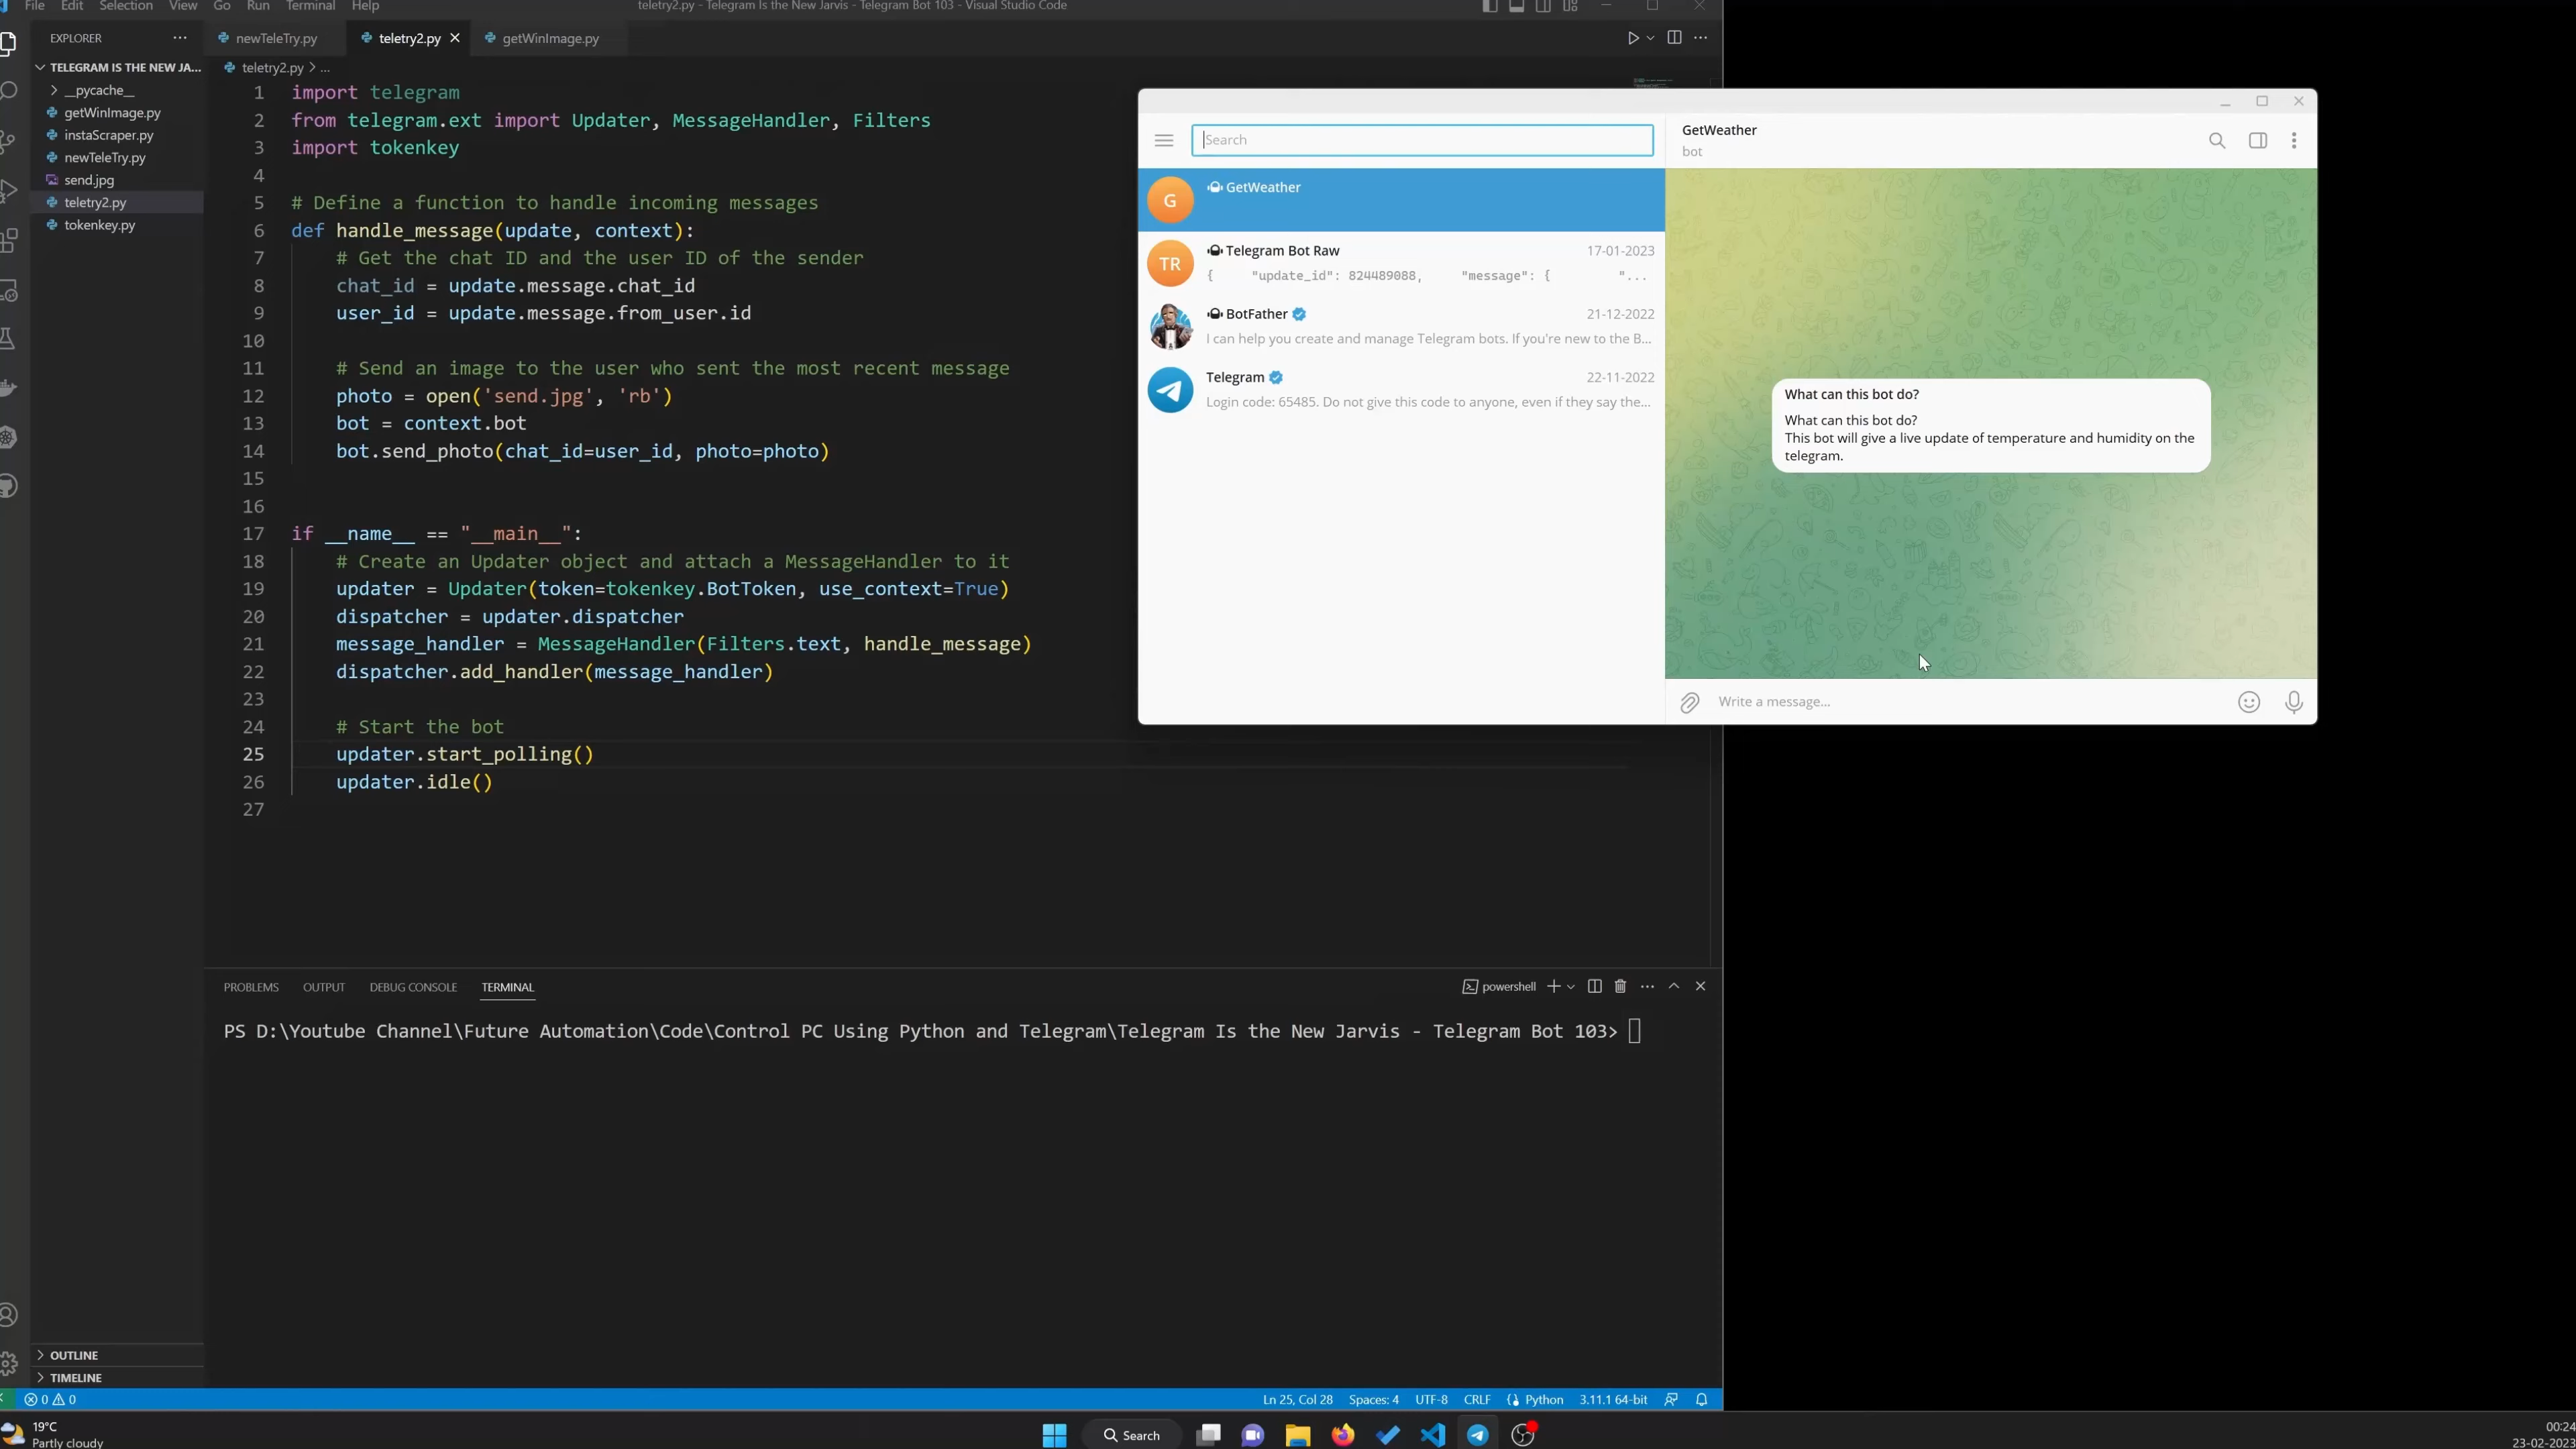 File Edit Selection View Go Run Terminal Help
teletry2.py - Telegram Is the New Jarvis - Telegram Bot 103 - Visual Studio Code
EXPLORER
TELEGRAM IS THE NEW JA...
__pycache__
getWinImage.py
instaScraper.py
newTeleTry.py
send.jpg
teletry2.py
tokenkey.py
OUTLINE
TIMELINE
newTeleTry.py teletry2.py getWinImage.py
teletry2.py > ...
1 import telegram
2 from telegram.ext import Updater, MessageHandler, Filters
3 import tokenkey
4
5 # Define a function to handle incoming messages
6 def handle_message(update, context):
7 # Get the chat ID and the user ID of the sender
8 chat_id = update.message.chat_id
9 user_id = update.message.from_user.id
10
11 # Send an image to the user who sent the most recent message
12 photo = open('send.jpg', 'rb')
13 bot = context.bot
14 bot.send_photo(chat_id=user_id, photo=photo)
15
16
17 if __name__ == "__main__":
18 # Create an Updater object and attach a MessageHandler to it
19 updater = Updater(token=tokenkey.BotToken, use_context=True)
20 dispatcher = updater.dispatcher
21 message_handler = MessageHandler(Filters.text, handle_message)
22 dispatcher.add_handler(message_handler)
23
24 # Start the bot
25 updater.start_polling()
26 updater.idle()
27
Search
G
GetWeather
TR
Telegram Bot Raw 17-01-2023
{ "update_id": 824489088, "message": { "...
BotFather 21-12-2022
I can help you create and manage Telegram bots. If you're new to the B...
Telegram 22-11-2022
Login code: 65485. Do not give this code to anyone, even if they say the...
GetWeather
bot
What can this bot do?
What can this bot do?
This bot will give a live update of temperature and humidity on the
telegram.
Write a message...
PROBLEMS OUTPUT DEBUG CONSOLE TERMINAL
powershell
PS D:\Youtube Channel\Future Automation\Code\Control PC Using Python and Telegram\Telegram Is the New Jarvis - Telegram Bot 103>
0 0
Ln 25, Col 28 Spaces: 4 UTF-8 CRLF Python 3.11.1 64-bit
19°C
Partly cloudy
Search
00:24
23-02-2023